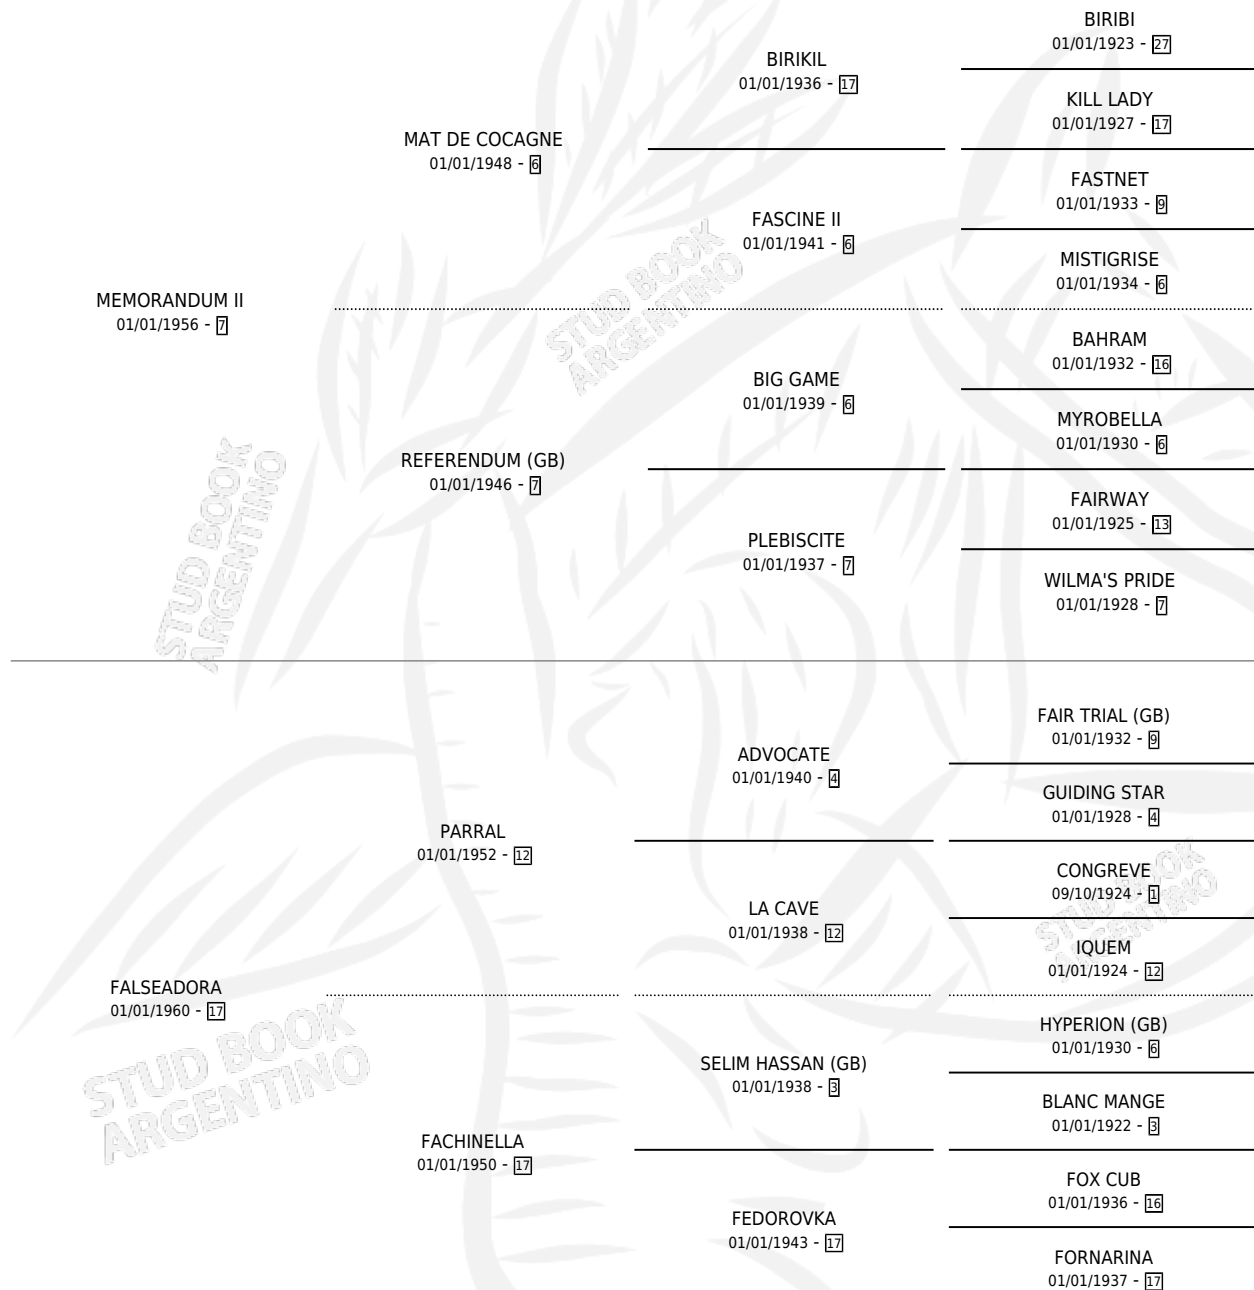 BIRIBI
01/01/1923 - 27
BIRIKIL
01/01/1936 - 17
KILL LADY
01/01/1927 - 17
MAT DE COCAGNE
01/01/1948 - 6
FASTNET
01/01/1933 - 9
FASCINE II
01/01/1941 - 6
MISTIGRISE
01/01/1934 - 6
MEMORANDUM II
01/01/1956 - 7
BAHRAM
01/01/1932 - 16
BIG GAME
01/01/1939 - 6
MYROBELLA
01/01/1930 - 6
REFERENDUM (GB)
01/01/1946 - 7
FAIRWAY
01/01/1925 - 13
PLEBISCITE
01/01/1937 - 7
WILMA'S PRIDE
01/01/1928 - 7
FAIR TRIAL (GB)
01/01/1932 - 9
ADVOCATE
01/01/1940 - 4
GUIDING STAR
01/01/1928 - 4
PARRAL
01/01/1952 - 12
CONGREVE
09/10/1924 - 1
LA CAVE
01/01/1938 - 12
IQUEM
01/01/1924 - 12
FALSEADORA
01/01/1960 - 17
HYPERION (GB)
01/01/1930 - 6
SELIM HASSAN (GB)
01/01/1938 - 3
BLANC MANGE
01/01/1922 - 3
FACHINELLA
01/01/1950 - 17
FOX CUB
01/01/1936 - 16
FEDOROVKA
01/01/1943 - 17
FORNARINA
01/01/1937 - 17
STUD BOOK
ARGENTINO
STUD BOOK
ARGENTINO
STUD BOOK
ARGENTINO
STUD BOOK
ARGENTINO